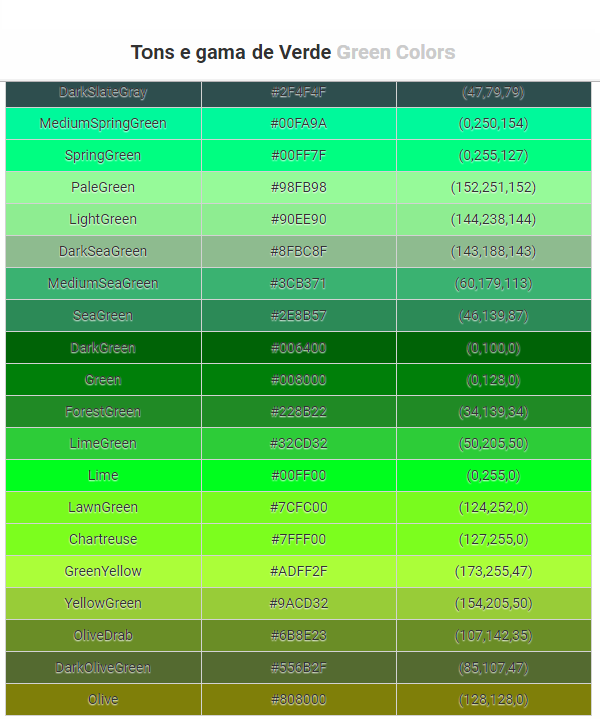 Tons e gama de Verde Green Colors
DarkSlateGray #2F4F4F (47,79,79)
MediumSpringGreen #00FA9A (0,250,154)
SpringGreen #00FF7F (0,255,127)
PaleGreen #98FB98 (152,251,152)
LightGreen #90EE90 (144,238,144)
DarkSeaGreen #8FBC8F (143,188,143)
MediumSeaGreen #3CB371 (60,179,113)
SeaGreen #2E8B57 (46,139,87)
DarkGreen #006400 (0,100,0)
Green #008000 (0,128,0)
ForestGreen #228B22 (34,139,34)
LimeGreen #32CD32 (50,205,50)
Lime #00FF00 (0,255,0)
LawnGreen #7CFC00 (124,252,0)
Chartreuse #7FFF00 (127,255,0)
GreenYellow #ADFF2F (173,255,47)
YellowGreen #9ACD32 (154,205,50)
OliveDrab #6B8E23 (107,142,35)
DarkOliveGreen #556B2F (85,107,47)
Olive #808000 (128,128,0)